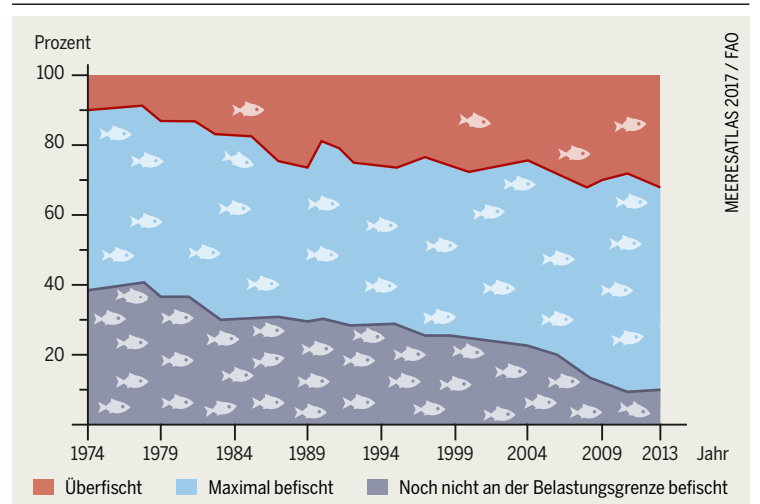 Prozent
100
80
60
40
20
1974 1979 1984 1989 1994 1999 2004 2009 2013 Jahr
Überfischt Maximal befischt Noch nicht an der Belastungsgrenze befischt
MEERESATLAS 2017 / FAO